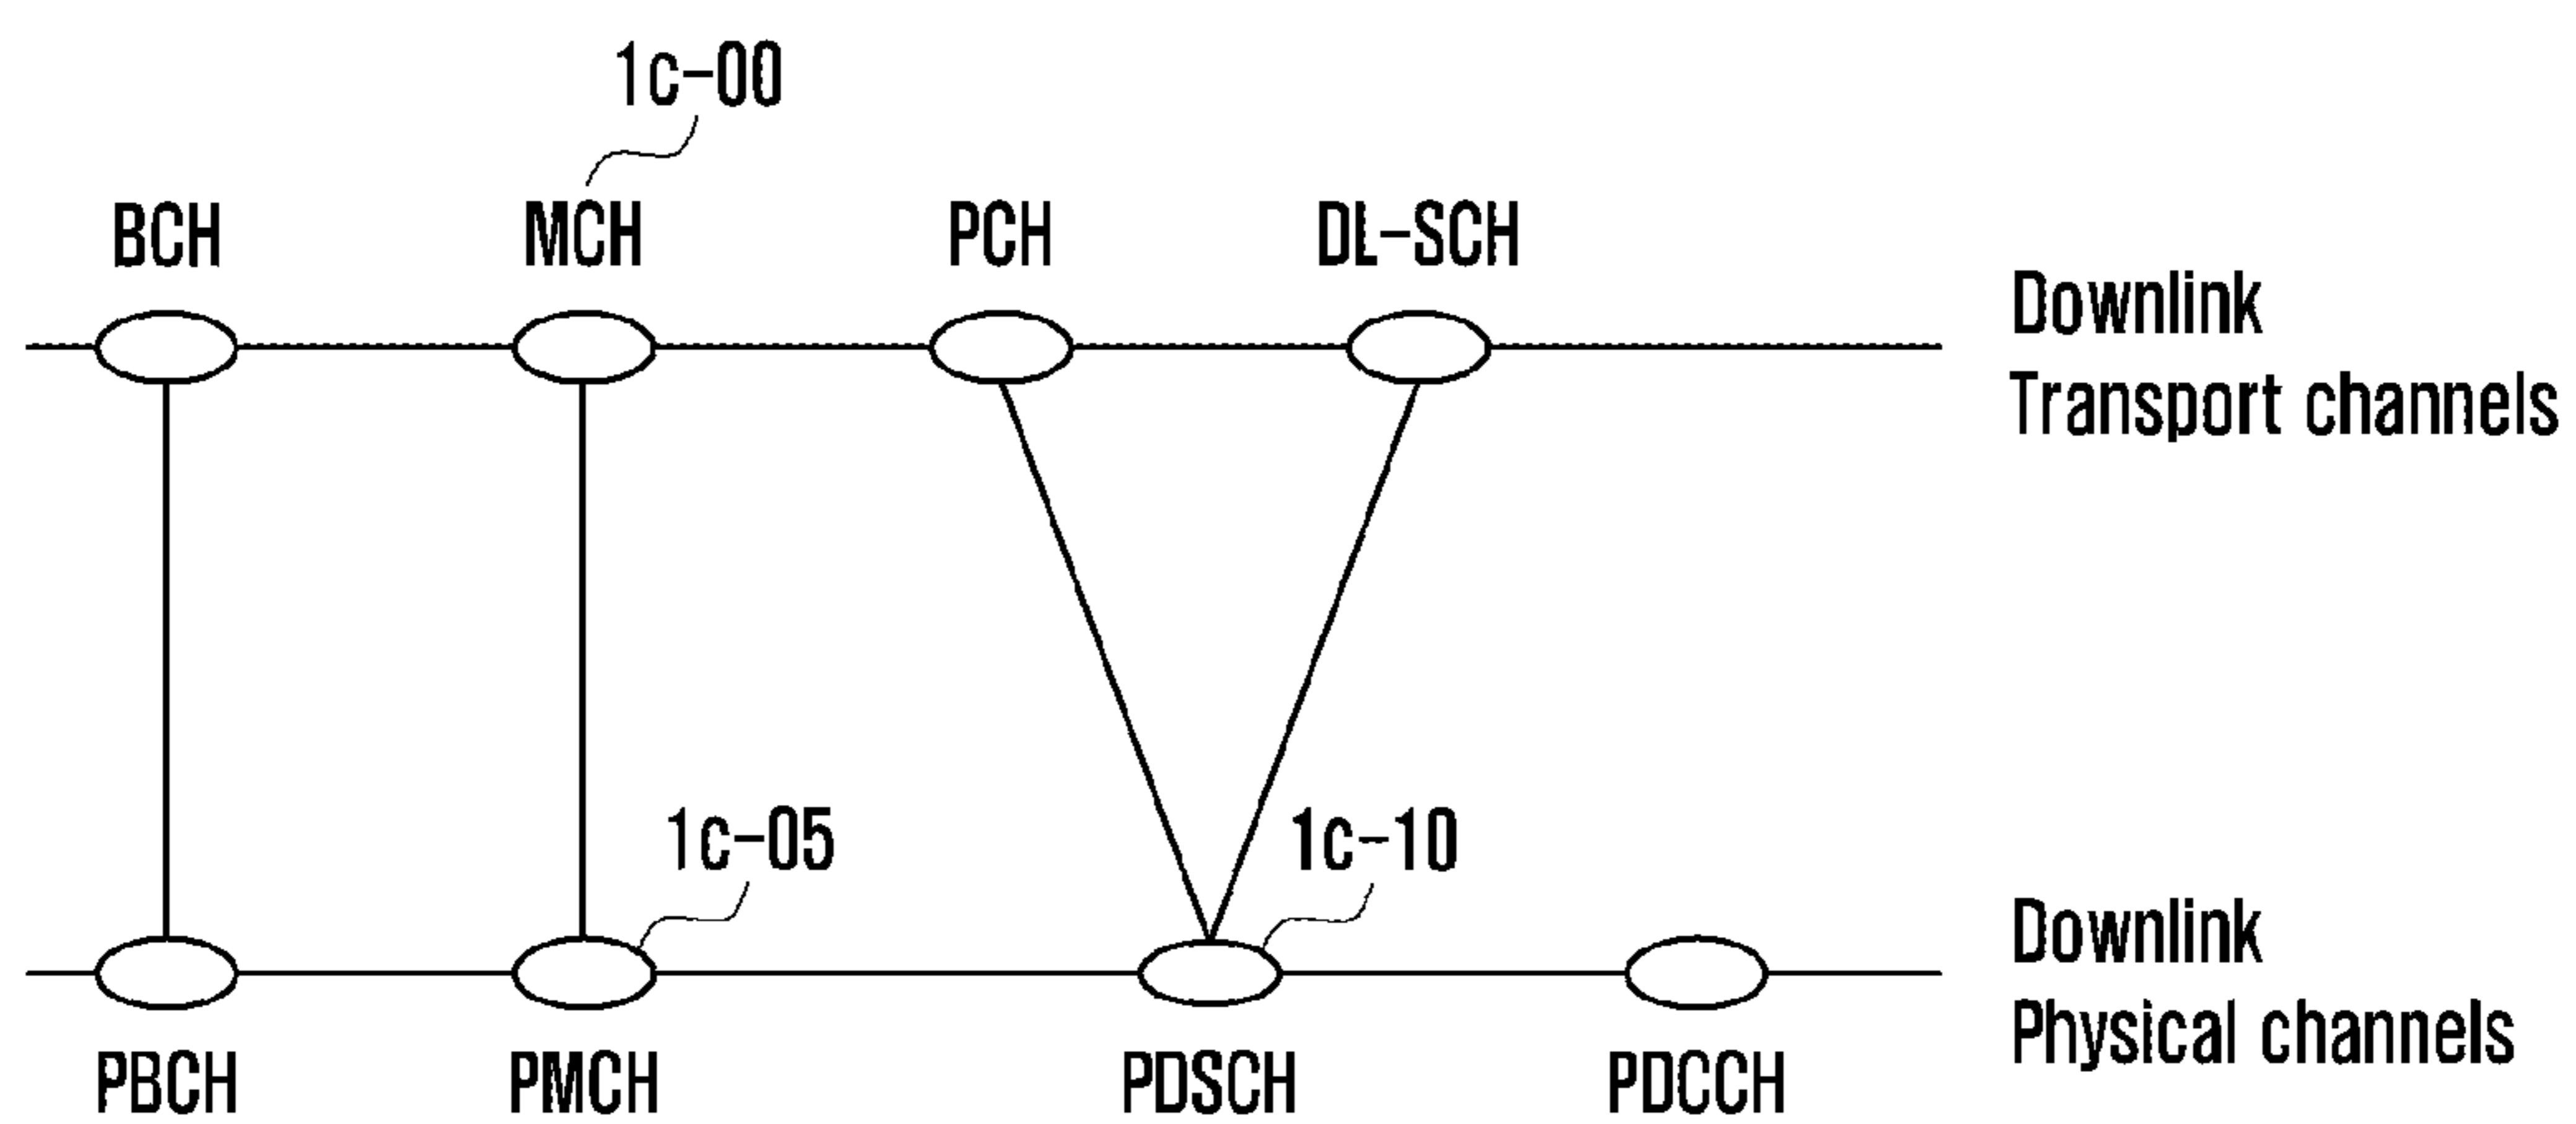 1c-00
BCH
MCH
PCH
DL-SCH
Downlink
Transport channels
1c-05
1c-10
Downlink
Physical channels
PBCH
PMCH
PDSCH
PDCCH